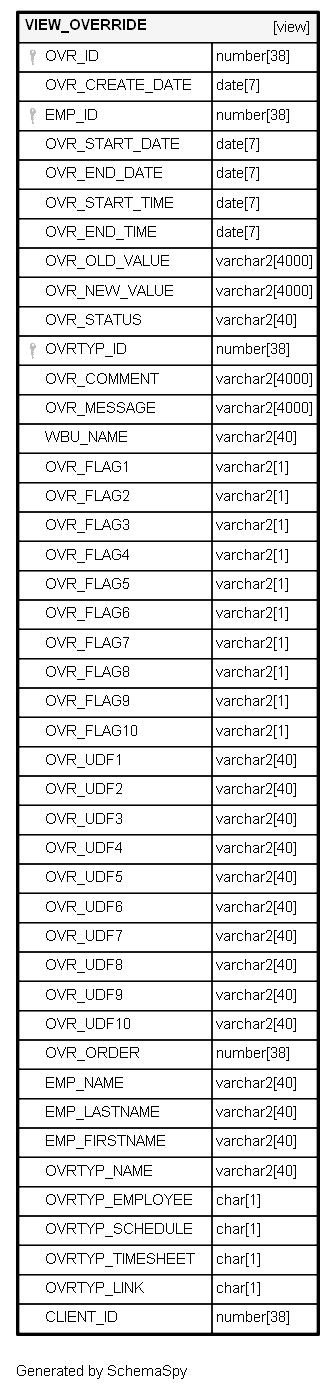 VIEW_OVERRIDE [view]
OVR_ID number[38]
OVR_CREATE_DATE date[7]
EMP_ID number[38]
OVR_START_DATE date[7]
OVR_END_DATE date[7]
OVR_START_TIME date[7]
OVR_END_TIME date[7]
OVR_OLD_VALUE varchar2[4000]
OVR_NEW_VALUE varchar2[4000]
OVR_STATUS varchar2[40]
OVRTYP_ID number[38]
OVR_COMMENT varchar2[4000]
OVR_MESSAGE varchar2[4000]
WBU_NAME varchar2[40]
OVR_FLAG1 varchar2[1]
OVR_FLAG2 varchar2[1]
OVR_FLAG3 varchar2[1]
OVR_FLAG4 varchar2[1]
OVR_FLAG5 varchar2[1]
OVR_FLAG6 varchar2[1]
OVR_FLAG7 varchar2[1]
OVR_FLAG8 varchar2[1]
OVR_FLAG9 varchar2[1]
OVR_FLAG10 varchar2[1]
OVR_UDF1 varchar2[40]
OVR_UDF2 varchar2[40]
OVR_UDF3 varchar2[40]
OVR_UDF4 varchar2[40]
OVR_UDF5 varchar2[40]
OVR_UDF6 varchar2[40]
OVR_UDF7 varchar2[40]
OVR_UDF8 varchar2[40]
OVR_UDF9 varchar2[40]
OVR_UDF10 varchar2[40]
OVR_ORDER number[38]
EMP_NAME varchar2[40]
EMP_LASTNAME varchar2[40]
EMP_FIRSTNAME varchar2[40]
OVRTYP_NAME varchar2[40]
OVRTYP_EMPLOYEE char[1]
OVRTYP_SCHEDULE char[1]
OVRTYP_TIMESHEET char[1]
OVRTYP_LINK char[1]
CLIENT_ID number[38]
Generated by SchemaSpy